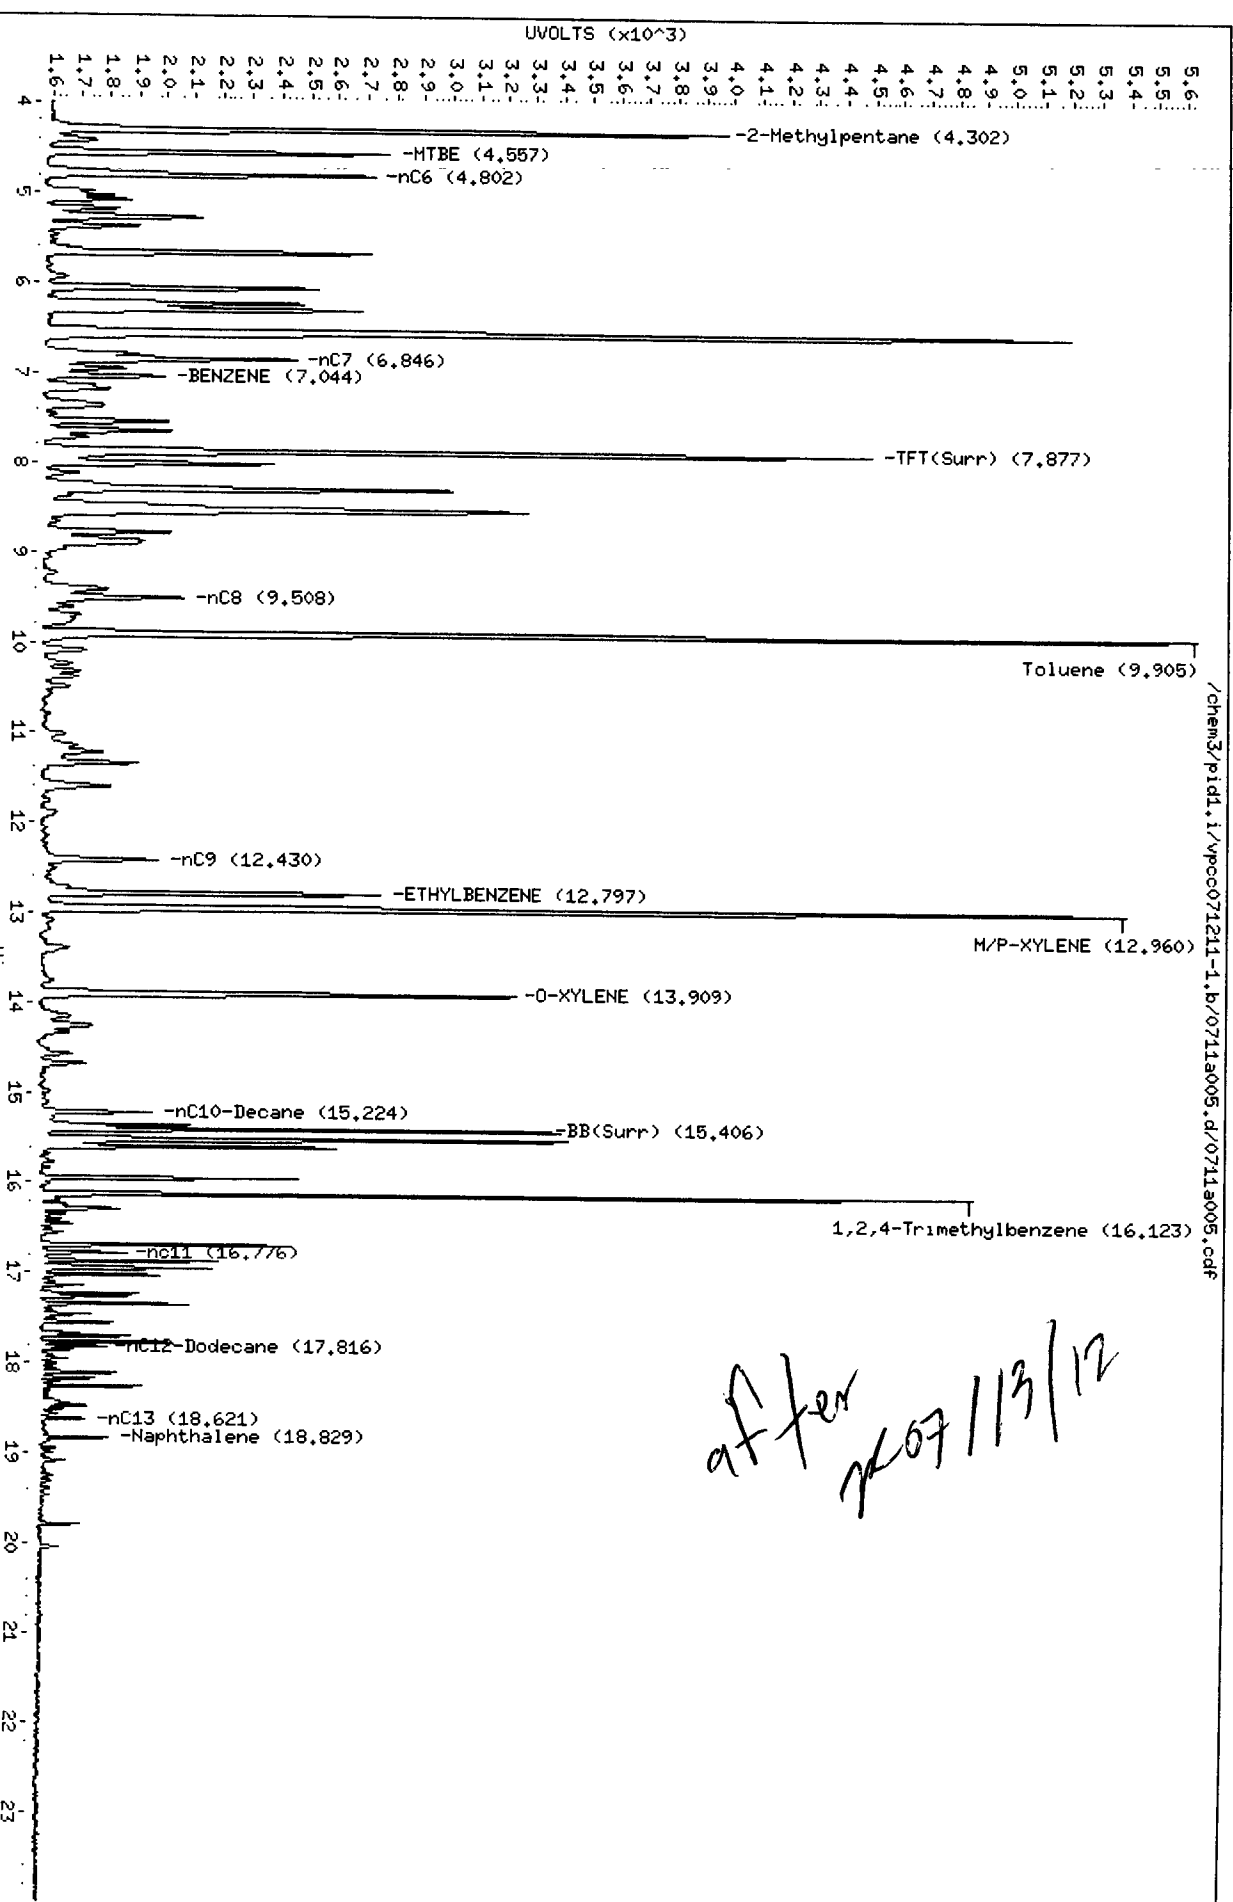 UVOLTS (x10^3)
5.6
5.5
5.4
5.3
5.2
5.1
5.0
4.9
4.8
4.7
4.6
4.5
4.4
4.3
4.2
4.1
4.0
3.9
3.8
3.7
3.6
3.5
3.4
3.3
3.2
3.1
3.0
2.9
2.8
2.7
2.6
2.5
2.4
2.3
2.2
2.1
2.0
1.9
1.8
1.7
1.6
/chem3/pid1.i/vpcc071211-1.b/0711a005.d/0711a005.cdf
-2-Methylpentane (4.302)
-MTBE (4.557)
-nC6 (4.802)
-nC7 (6.846)
-BENZENE (7.044)
-TFT(Surr) (7.877)
-nC8 (9.508)
Toluene (9.905)
-nC9 (12.430)
-ETHYLBENZENE (12.797)
M/P-XYLENE (12.960)
-O-XYLENE (13.909)
-nC10-Decane (15.224)
-BB(Surr) (15.406)
1,2,4-Trimethylbenzene (16.123)
-nc11 (16.776)
-nC12-Dodecane (17.816)
-nC13 (18.621)
-Naphthalene (18.829)
after
07/13/12
4
5
6
7
8
9
10
11
12
13
14
15
16
17
18
19
20
21
22
23